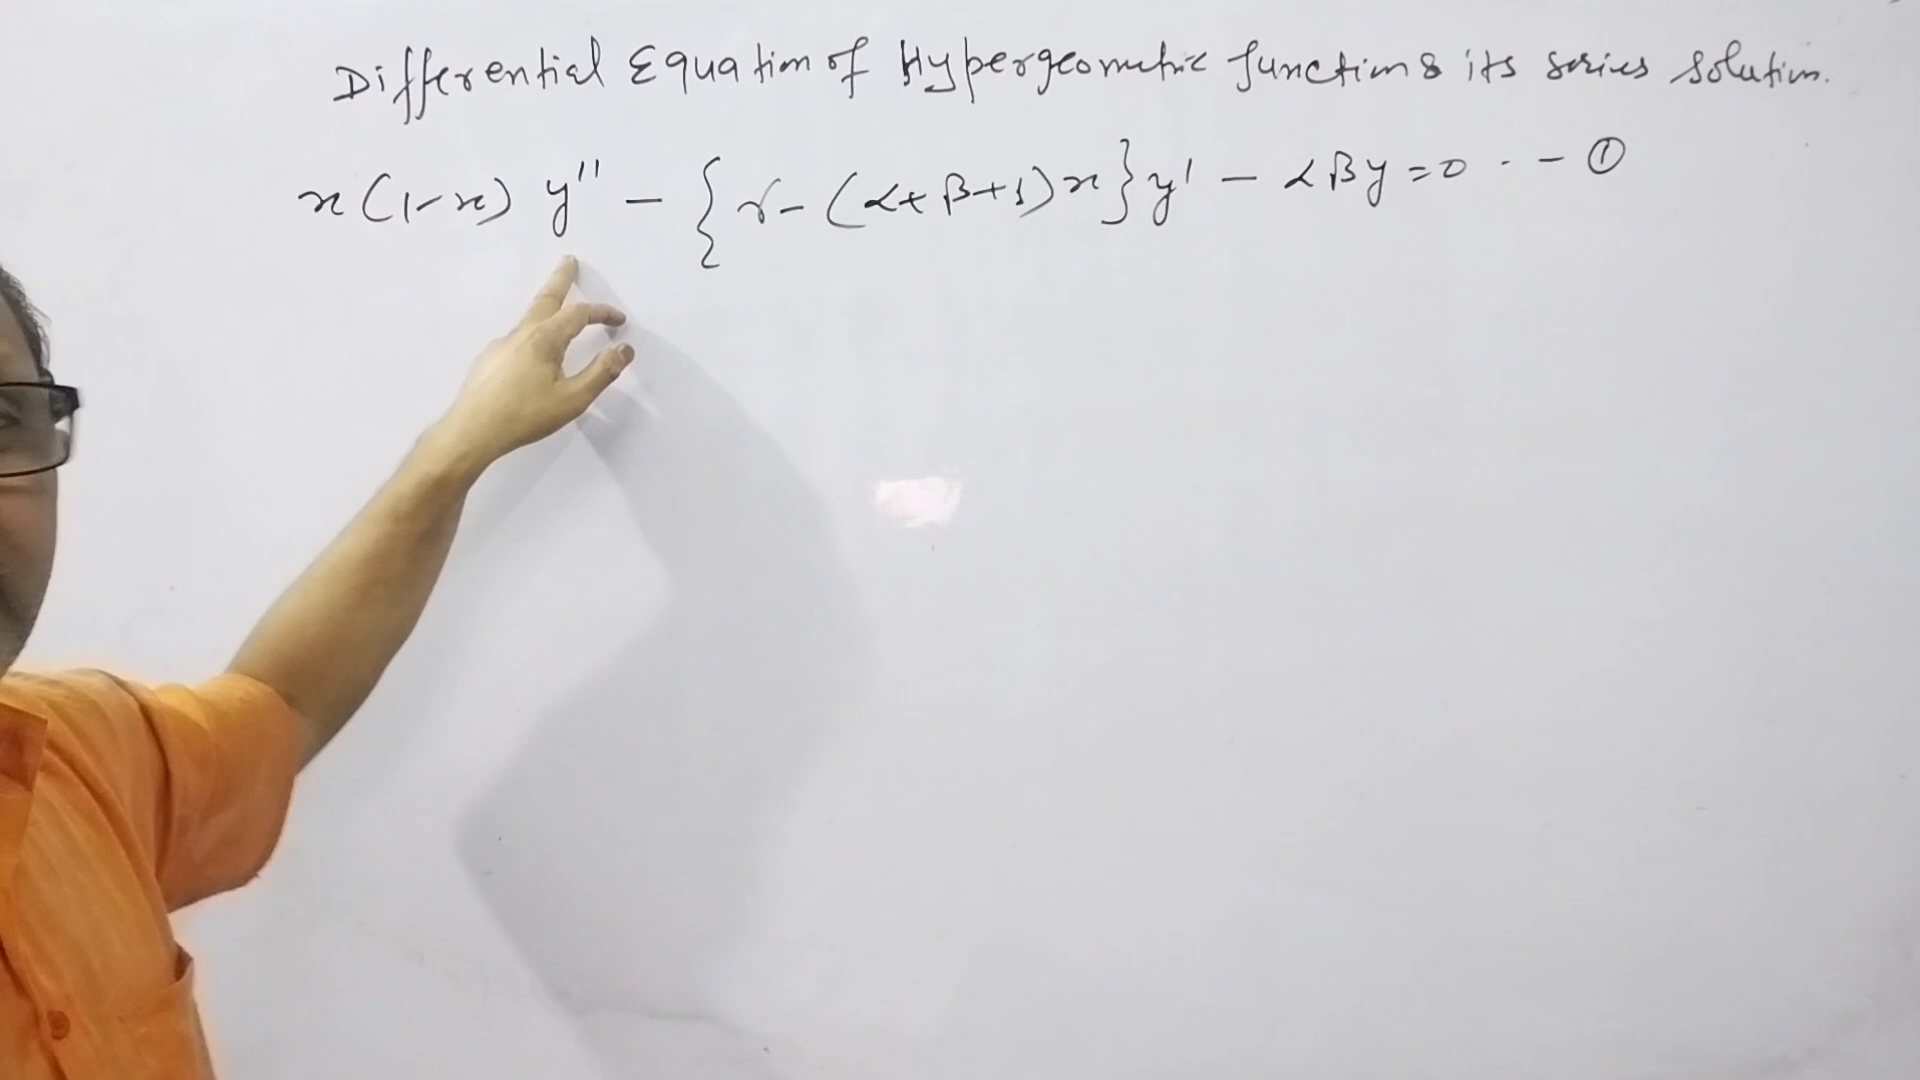 Differential Equation of Hypergeometric function & its series solution.
x(1-x) y'' - {γ - (α+β+1)x}y' - αβy = 0 - - ①